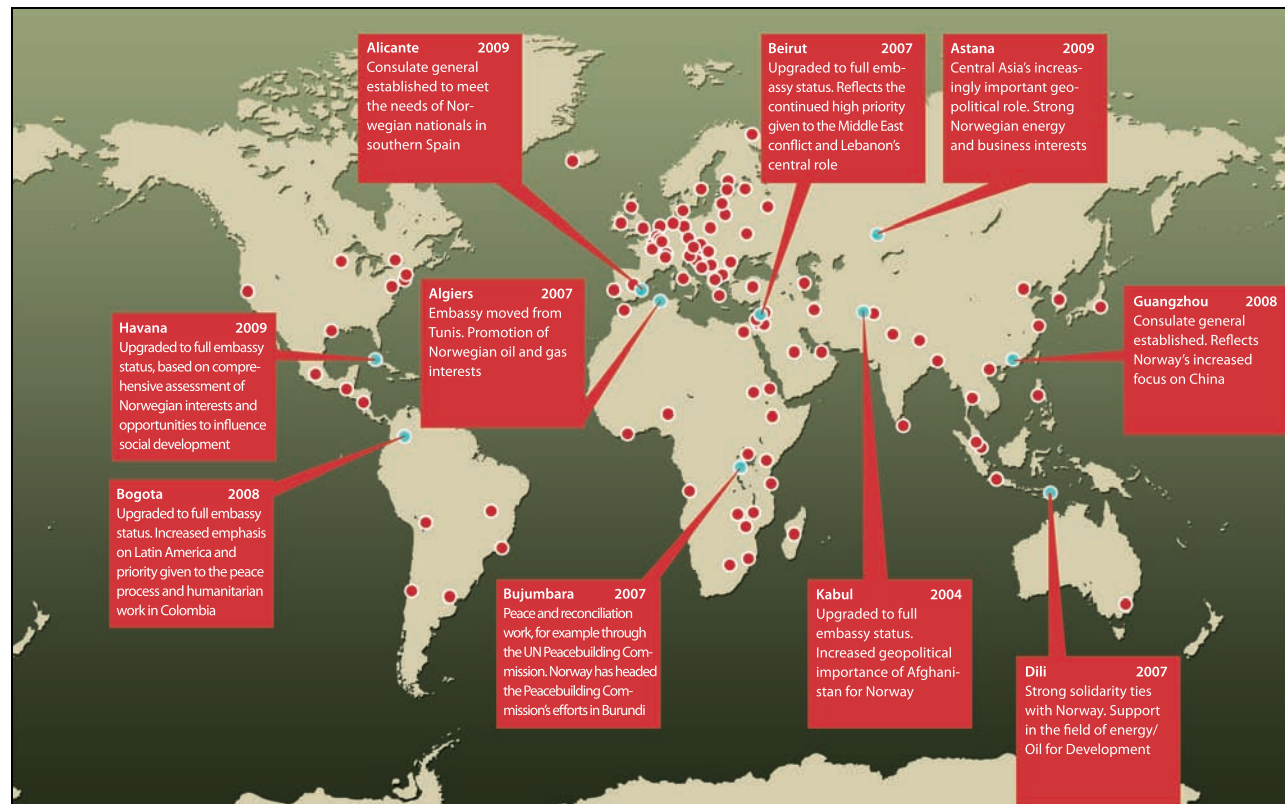 Alicante 2009
Consulate general
established to meet
the needs of Nor-
wegian nationals in
southern Spain
Beirut 2007
Upgraded to full emb-
assy status. Reflects the
continued high priority
given to the Middle East
conflict and Lebanon's
central role
Astana 2009
Central Asia's increas-
ingly important geo-
political role. Strong
Norwegian energy
and business interests
Algiers 2007
Embassy moved from
Tunis. Promotion of
Norwegian oil and gas
interests
Guangzhou 2008
Consulate general
established. Reflects
Norway's increased
focus on China
Havana 2009
Upgraded to full embassy
status, based on compre-
hensive assessment of
Norwegian interests and
opportunities to influence
social development
Bogota 2008
Upgraded to full embassy
status. Increased emphasis
on Latin America and
priority given to the peace
process and humanitarian
work in Colombia
Bujumbara 2007
Peace and reconciliation
work, for example through
the UN Peacebuilding Com-
mission. Norway has headed
the Peacebuilding Com-
mission's efforts in Burundi
Kabul 2004
Upgraded to full
embassy status.
Increased geopolitical
importance of Afghani-
stan for Norway
Dili 2007
Strong solidarity ties
with Norway. Support
in the field of energy/
Oil for Development